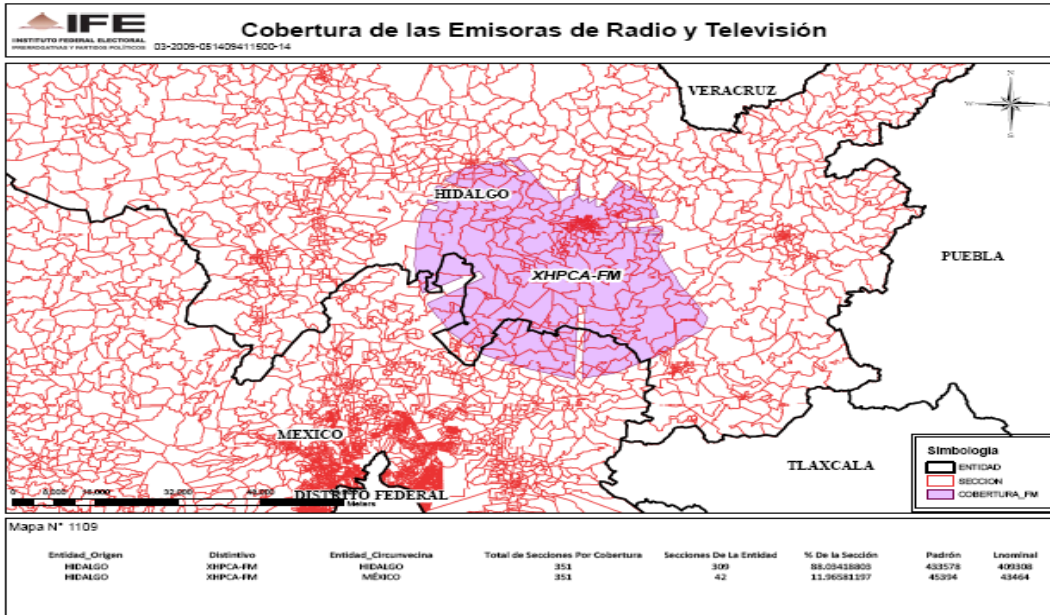 IFE
INSTITUTO FEDERAL ELECTORAL
PRERROGATIVAS Y PARTIDOS POLÍTICOS
03-2009-051409411500-14
Cobertura de las Emisoras de Radio y Televisión
VERACRUZ
N
W
E
S
HIDALGO
PUEBLA
XHPCA-FM
MEXICO
TLAXCALA
DISTRITO FEDERAL
Meters
Simbología
ENTIDAD
SECCION
COBERTURA_FM
Mapa N° 1109
Entidad_Origen Distintivo Entidad_Circunvecina Total de Secciones Por Cobertura Secciones De La Entidad % De la Sección Padrón Lnominal
HIDALGO XHPCA-FM HIDALGO 351 309 88.03418803 433578 409308
HIDALGO XHPCA-FM MÉXICO 351 42 11.96581197 45394 43464